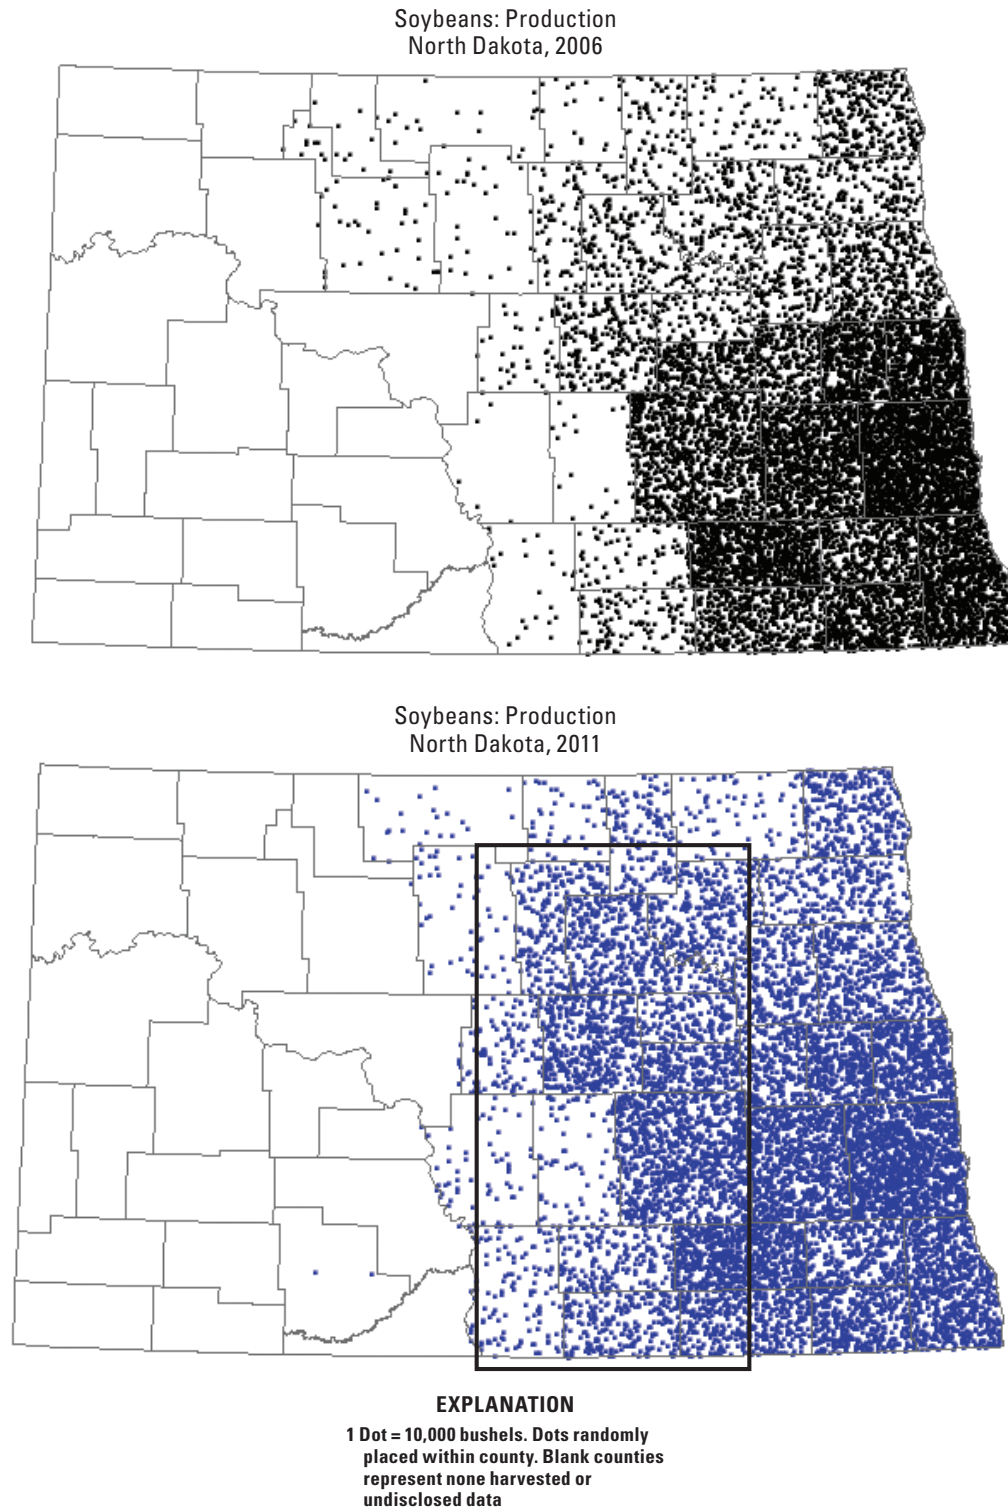 Soybeans: Production
North Dakota, 2006
Soybeans: Production
North Dakota, 2011
EXPLANATION
1 Dot = 10,000 bushels. Dots randomly
placed within county. Blank counties
represent none harvested or
undisclosed data